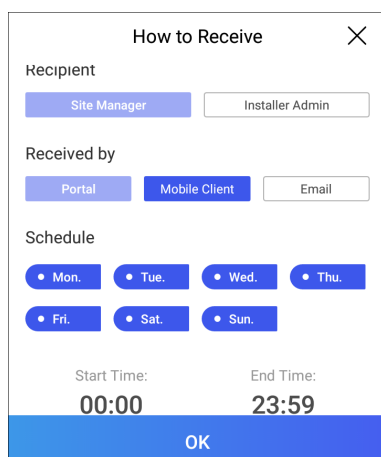 How to Receive
Recipient
Site Manager Installer Admin
Received by
Portal Mobile Client Email
Schedule
Mon. Tue. Wed. Thu.
Fri. Sat. Sun.
Start Time: End Time:
00:00 23:59
OK